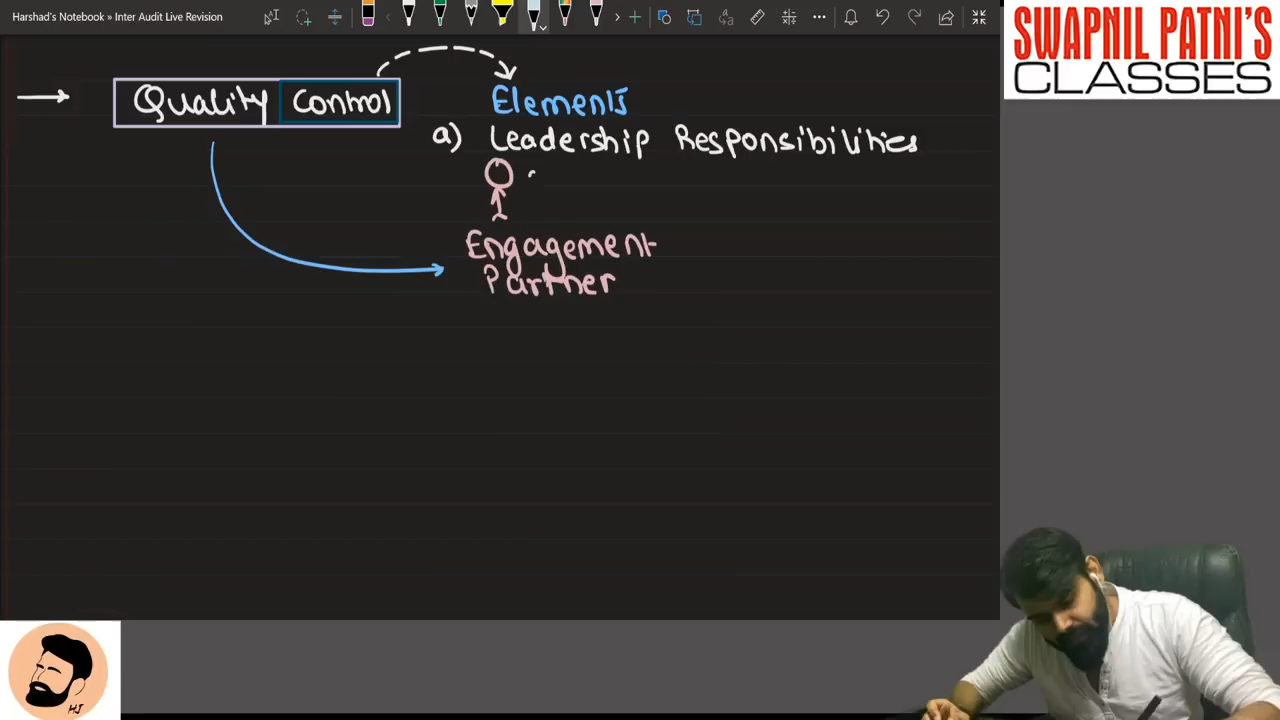 Harshad's Notebook » Inter Audit Live Revision
SWAPNIL PATNI'S
CLASSES
Quality Control
Elements
a) Leadership Responsibilities
Engagement
Partner
HJ